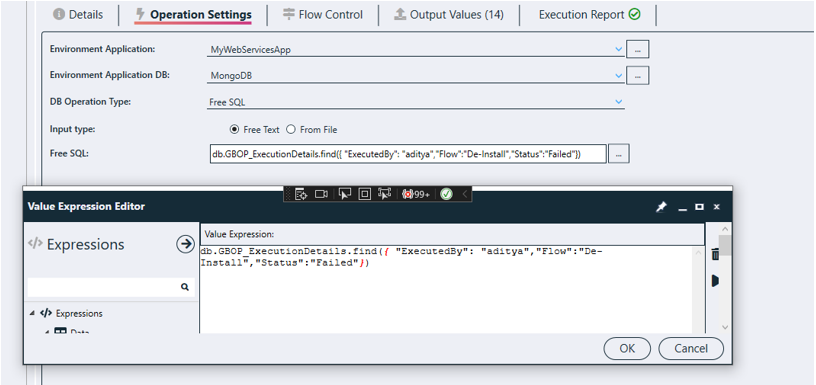 Details
Operation Settings
Flow Control
Output Values (14)
Execution Report
Environment Application:
MyWebServicesApp
...
Environment Application DB:
MongoDB
...
DB Operation Type:
Free SQL
Input type:
Free Text
From File
Free SQL:
db.GBOP_ExecutionDetails.find({ "ExecutedBy": "aditya","Flow":"De-Install","Status":"Failed"})
...
99+
Value Expression Editor
</> Expressions
Value Expression:
db.GBOP_ExecutionDetails.find({ "ExecutedBy": "aditya","Flow":"De-
Install","Status":"Failed"})
</> Expressions
Data
OK
Cancel